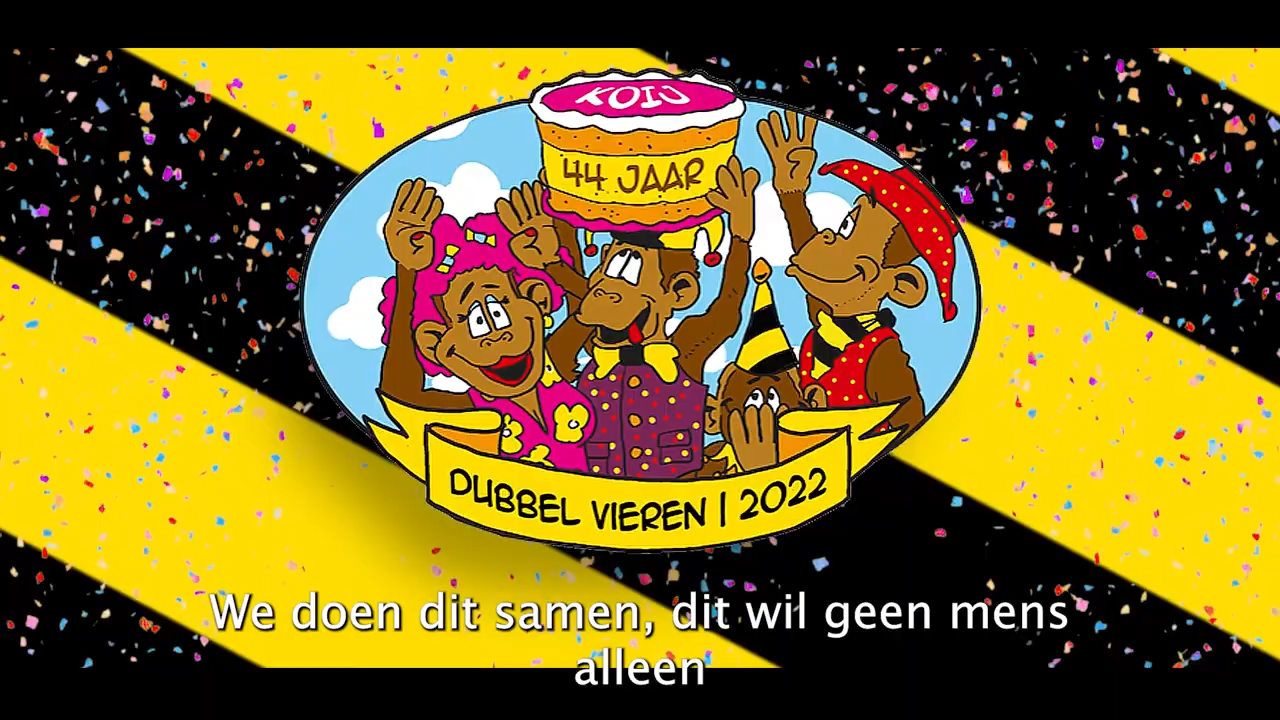 KOIJ
44 JAAR
DUBBEL VIEREN | 2022
We doen dit samen, dit wil geen mens
alleen